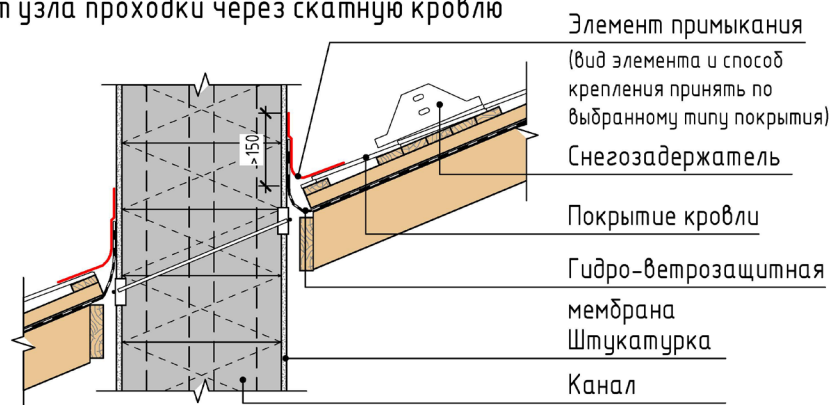 узла проходки через скатную кровлю
Элемент примыкания
(вид элемента и способ
крепления принять по
выбранному типу покрытия)
Снегозадержатель
>150
Покрытие кровли
Гидро-ветрозащитная
мембрана
Штукатурка
Канал